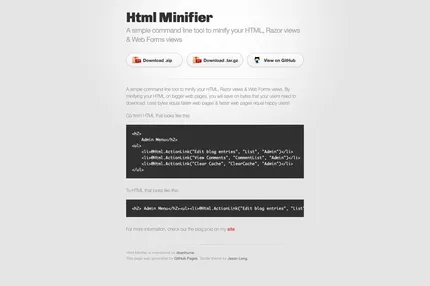 Html Minifier
A simple command line tool to minify your HTML, Razor views
& Web Forms views
Download .zip
Download .tar.gz
View on GitHub
A simple command line tool to minify your HTML, Razor views & Web Forms views. By
minifying your HTML on bigger web pages, you will save on bytes that your users need to
download. Less bytes equals faster web pages & faster web pages equal happy users!
Go from HTML that looks like this:
<h2>
Admin Menu</h2>
<ul>
<li>@Html.ActionLink("Edit blog entries", "List", "Admin")</li>
<li>@Html.ActionLink("View Comments", "CommentList", "Admin")</li>
<li>@Html.ActionLink("Clear Cache", "ClearCache", "Admin")</li>
</ul>
To HTML that looks like this:
<h2> Admin Menu</h2><ul><li>@Html.ActionLink("Edit blog entries", "List"
For more information, check out the blog post on my site.
Html Minifier is maintained by
This page was generated by GitHub Pages. Tactile theme by Jason Long.